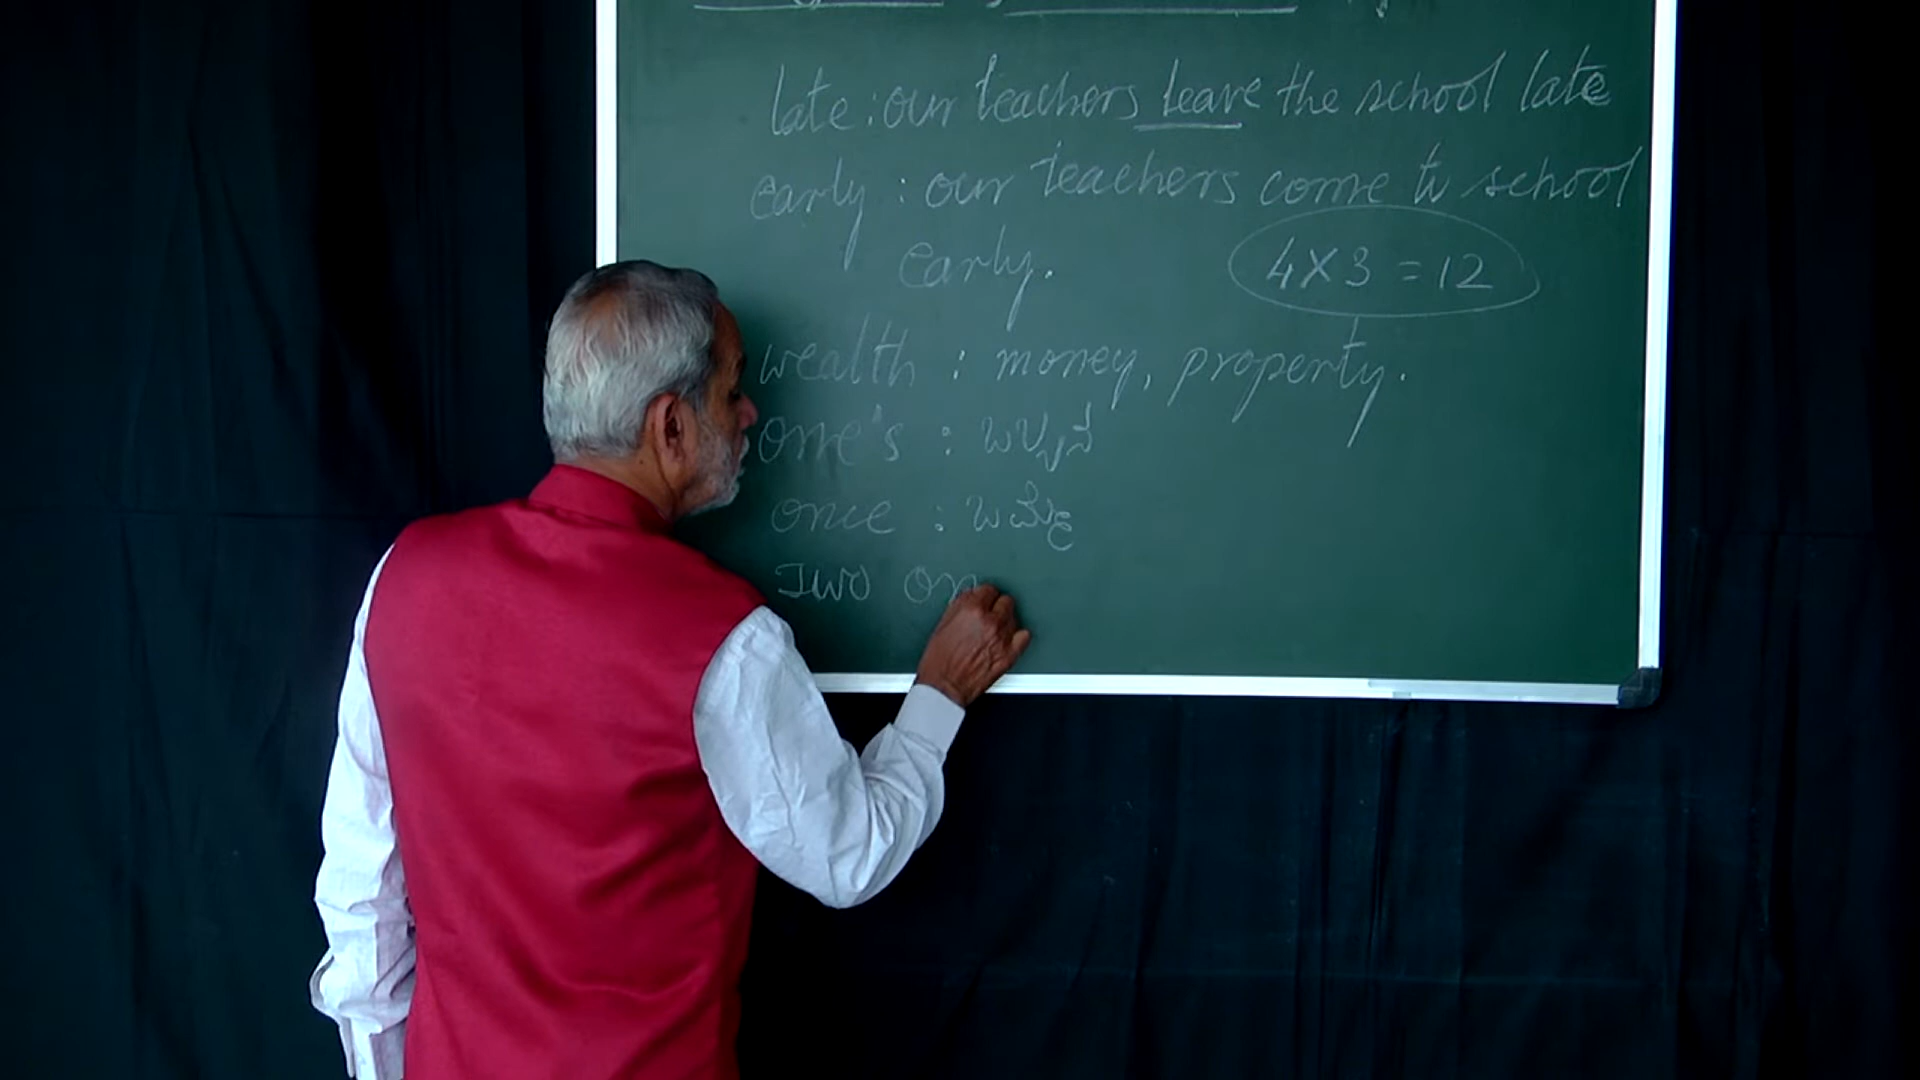 late : our teachers leave the school late
early : our teachers come to school
early.
4X3 = 12
wealth : money, property.
one's : ಒಬ್ಬನ
once : ಒಮ್ಮೆ
Two on